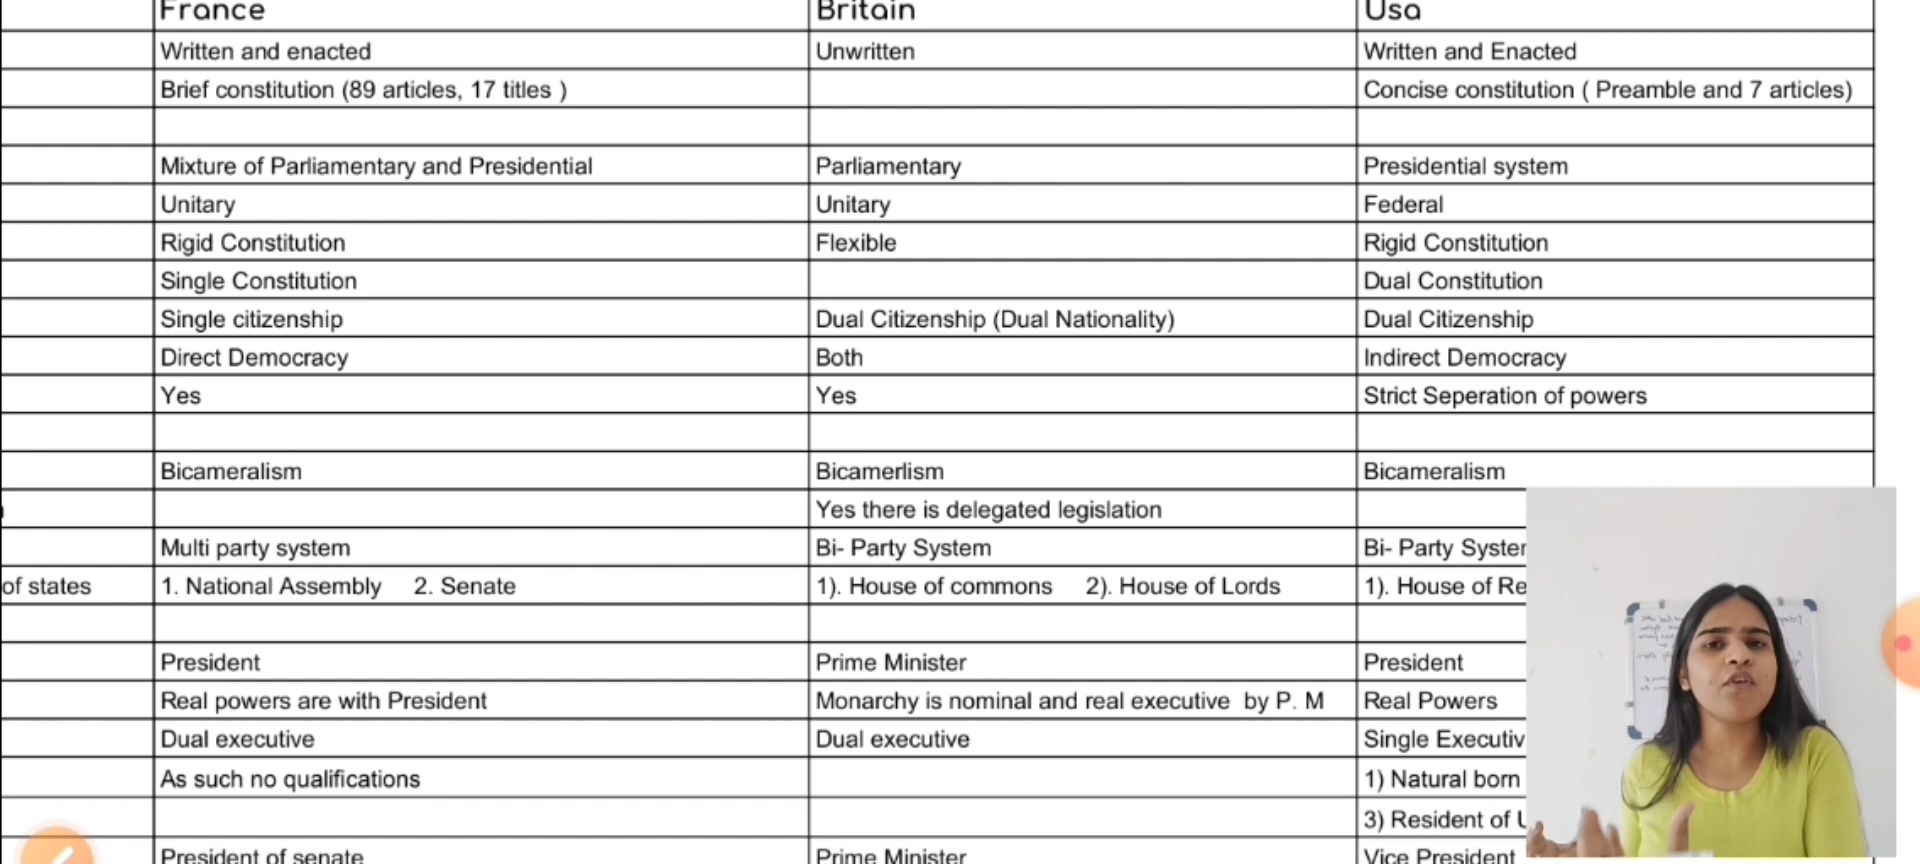 France Britain Usa
Written and enacted Unwritten Written and Enacted
Brief constitution (89 articles, 17 titles ) Concise constitution ( Preamble and 7 articles)
Mixture of Parliamentary and Presidential Parliamentary Presidential system
Unitary Unitary Federal
Rigid Constitution Flexible Rigid Constitution
Single Constitution Dual Constitution
Single citizenship Dual Citizenship (Dual Nationality) Dual Citizenship
Direct Democracy Both Indirect Democracy
Yes Yes Strict Seperation of powers
Bicameralism Bicamerlism Bicameralism
Yes there is delegated legislation
Multi party system Bi- Party System Bi- Party
of states 1. National Assembly 2. Senate 1). House of commons 2). House of Lords 1). House of
President Prime Minister President
Real powers are with President Monarchy is nominal and real executive by P. M Real Powers
Dual executive Dual executive Single
As such no qualifications 1) Natural born
3) Resident of
President of senate Prime Minister Vice President